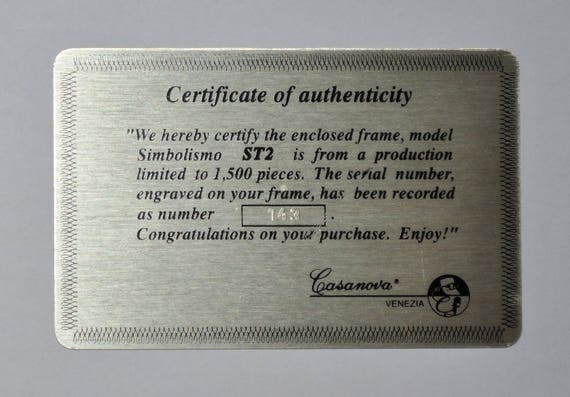 Certificate of authenticity
"We hereby certify the enclosed frame, model
Simbolismo ST2 is from a production
limited to 1,500 pieces. The serial number,
engraved on your frame, has been recorded
as number .
Congratulations on your purchase. Enjoy!"
Casanova®
VENEZIA